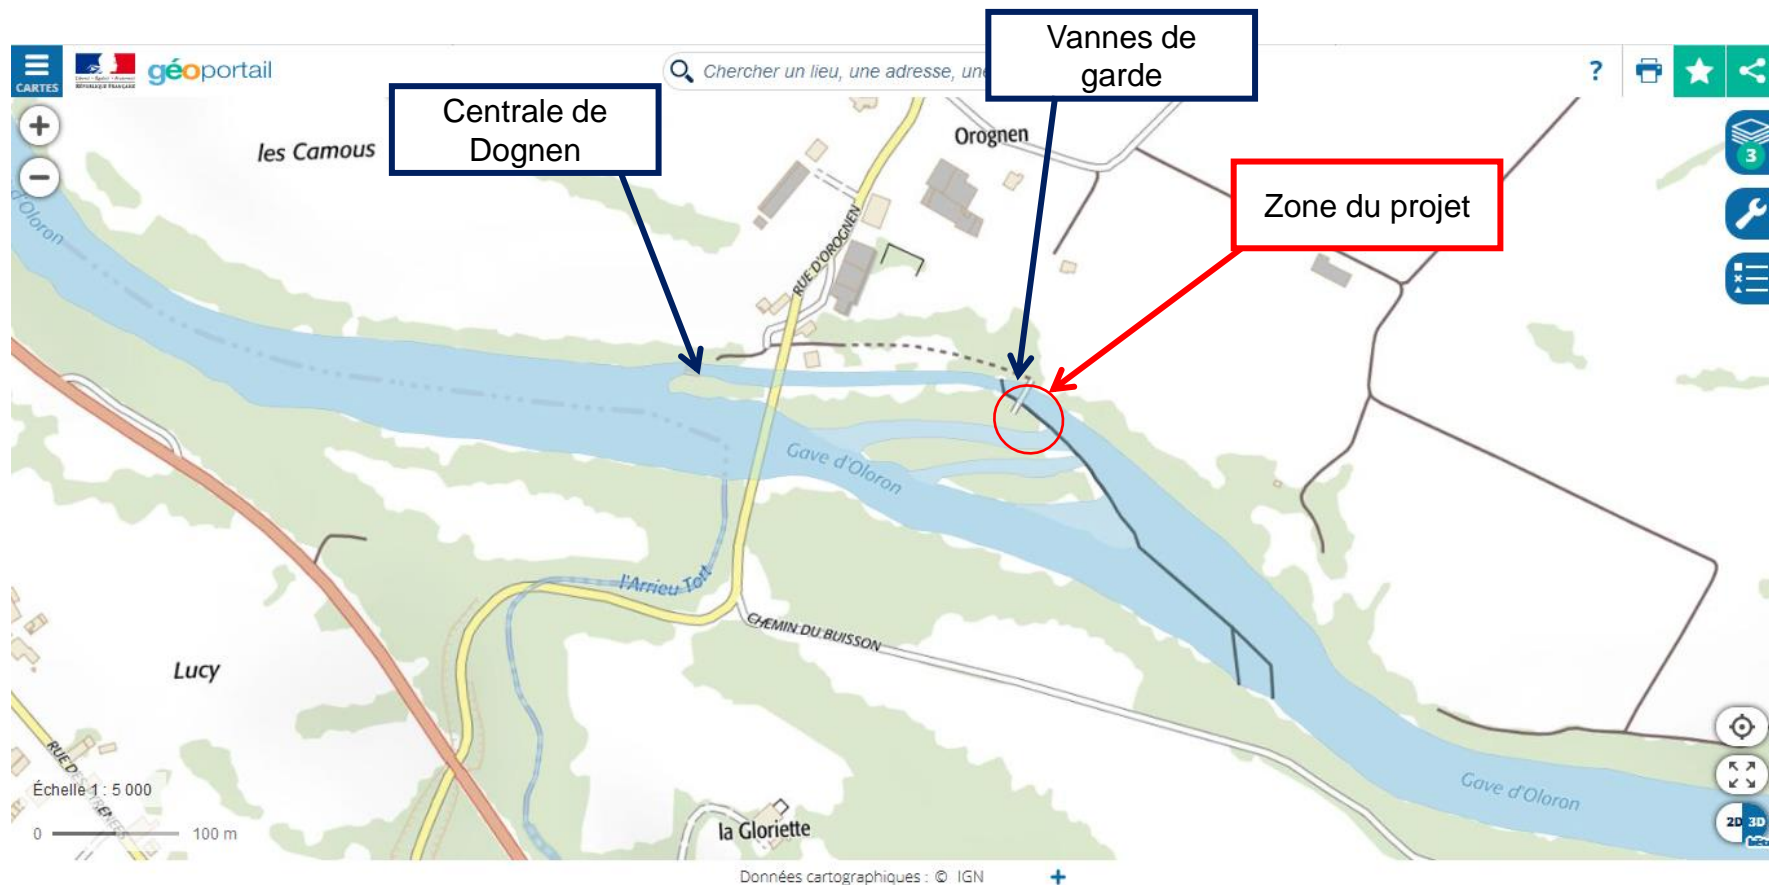 Vannes de
garde
CARTES
RÉPUBLIQUE FRANÇAISE
géoportail
Chercher un lieu, une adresse, une
?
Centrale de
Dognen
les Camous
Orognen
3
Zone du projet
d'Oloron
RUE D'OROGNEN
Gave d'Oloron
l'Arrieu Tort
CHEMIN DU BUISSON
Lucy
Gave d'Oloron
Échelle 1 : 5 000
0
100 m
la Gloriette
2D 3D
Données cartographiques : © IGN
+